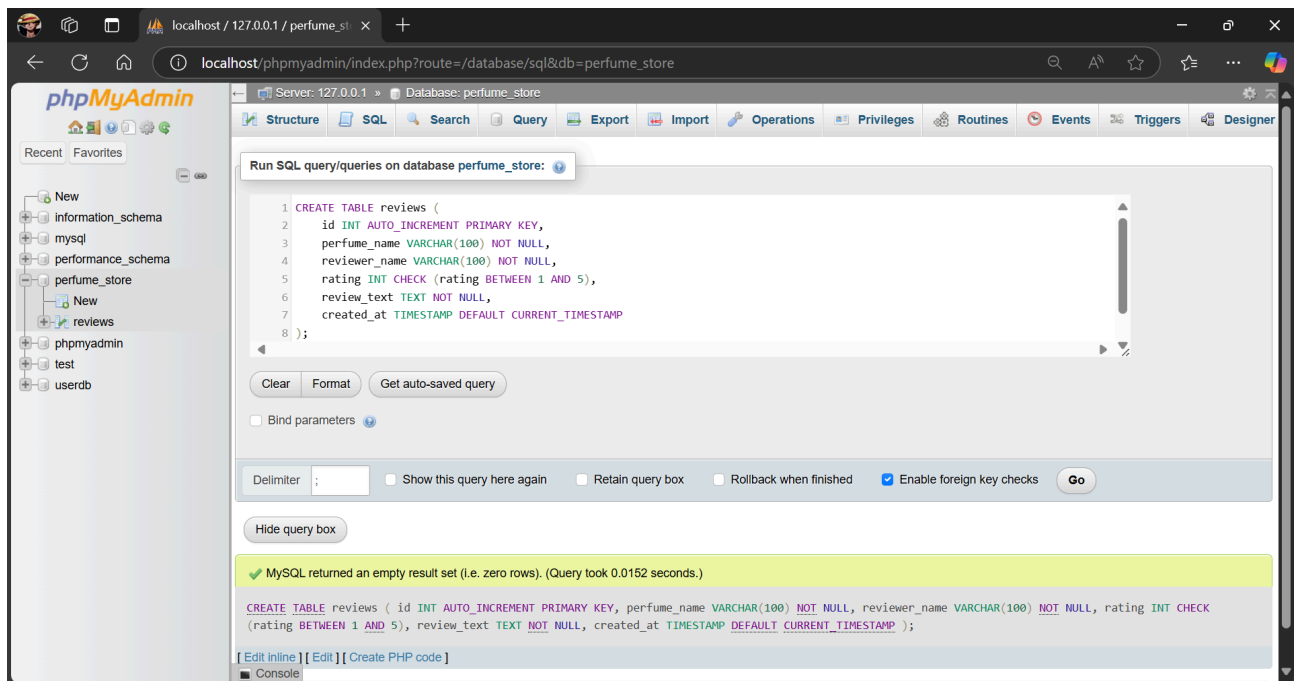 localhost / 127.0.0.1 / perfume_st
localhost/phpmyadmin/index.php?route=/database/sql&db=perfume_store
phpMyAdmin
Recent Favorites
New
information_schema
mysql
performance_schema
perfume_store
New
reviews
phpmyadmin
test
userdb
Server: 127.0.0.1 » Database: perfume_store
Structure SQL Search Query Export Import Operations Privileges Routines Events Triggers Designer
Run SQL query/queries on database perfume_store:
1 CREATE TABLE reviews (
2 id INT AUTO_INCREMENT PRIMARY KEY,
3 perfume_name VARCHAR(100) NOT NULL,
4 reviewer_name VARCHAR(100) NOT NULL,
5 rating INT CHECK (rating BETWEEN 1 AND 5),
6 review_text TEXT NOT NULL,
7 created_at TIMESTAMP DEFAULT CURRENT_TIMESTAMP
8 );
Clear Format Get auto-saved query
Bind parameters
Delimiter ; Show this query here again Retain query box Rollback when finished Enable foreign key checks Go
Hide query box
MySQL returned an empty result set (i.e. zero rows). (Query took 0.0152 seconds.)
CREATE TABLE reviews ( id INT AUTO_INCREMENT PRIMARY KEY, perfume_name VARCHAR(100) NOT NULL, reviewer_name VARCHAR(100) NOT NULL, rating INT CHECK
(rating BETWEEN 1 AND 5), review_text TEXT NOT NULL, created_at TIMESTAMP DEFAULT CURRENT_TIMESTAMP );
[ Edit inline ] [ Edit ] [ Create PHP code ]
Console